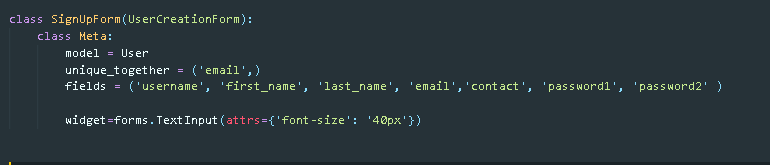 class SignUpForm(UserCreationForm):
class Meta:
model = User
unique_together = ('email',)
fields = ('username', 'first_name', 'last_name', 'email','contact', 'password1', 'password2' )
widget=forms.TextInput(attrs={'font-size': '40px'})